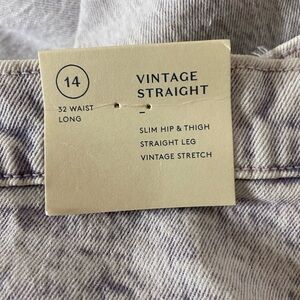 14
32 WAIST
LONG
VINTAGE
STRAIGHT
–
SLIM HIP & THIGH
STRAIGHT LEG
VINTAGE STRETCH